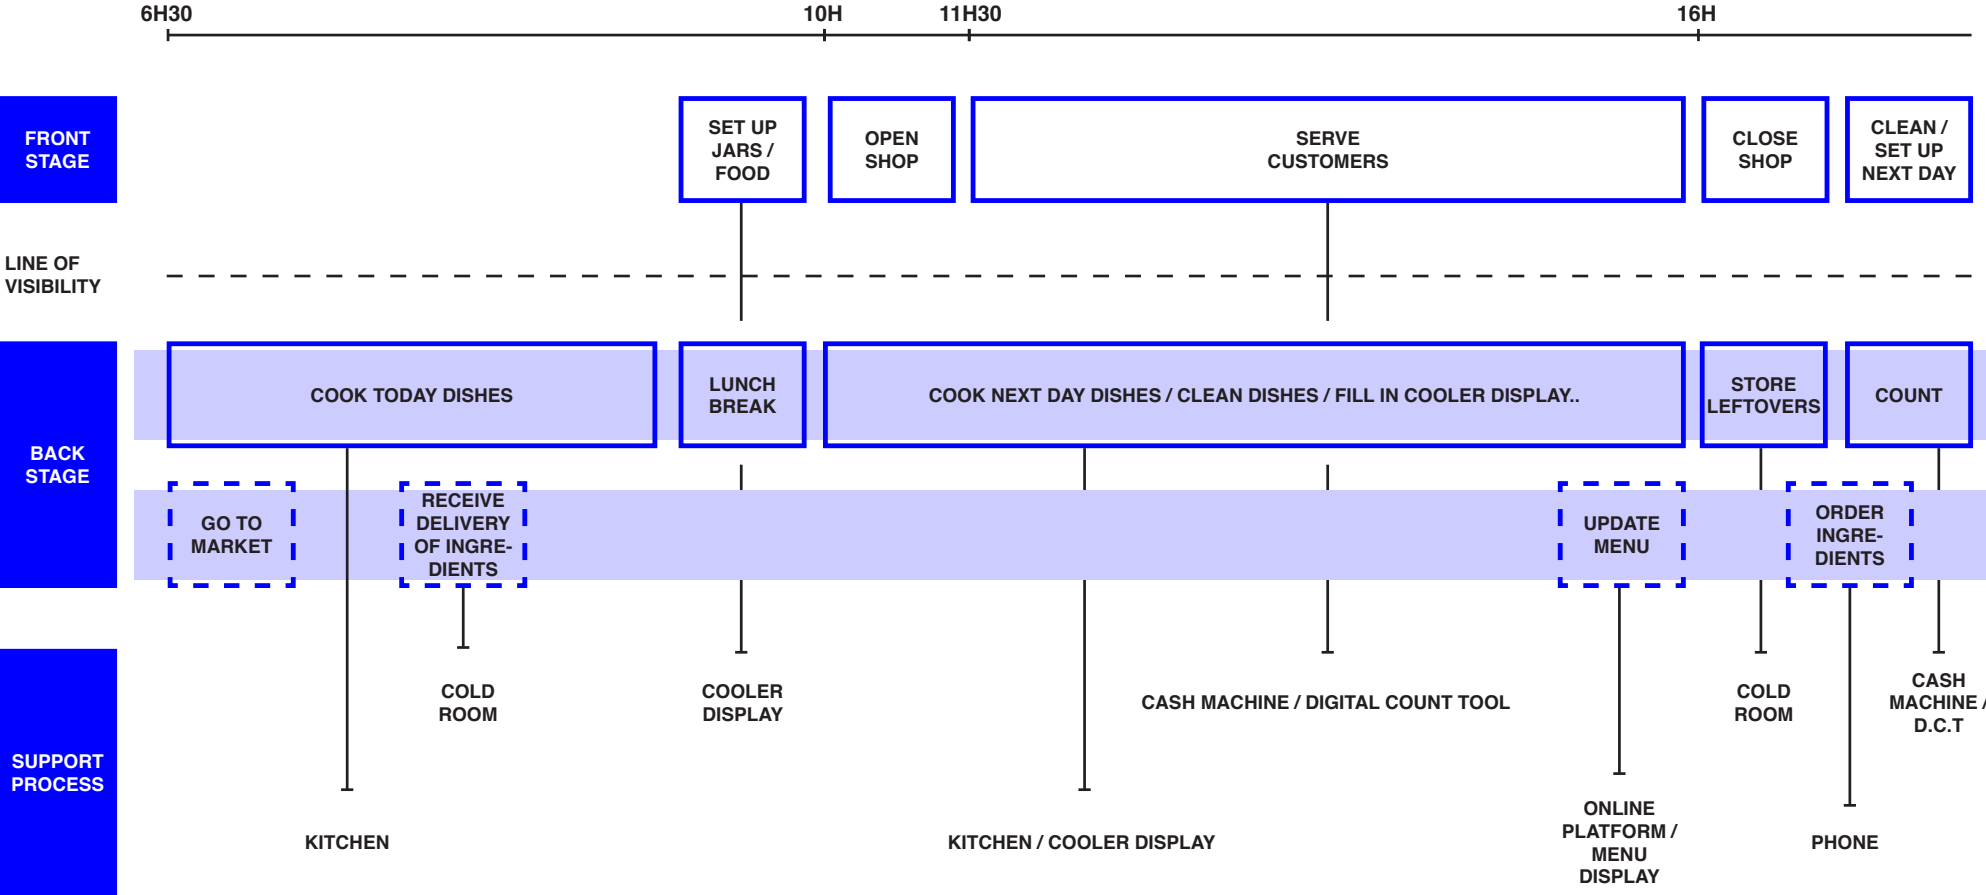 6H30
10H
11H30
16H
FRONT
STAGE
SET UP
JARS /
FOOD
OPEN
SHOP
SERVE
CUSTOMERS
CLOSE
SHOP
CLEAN /
SET UP
NEXT DAY
LINE OF
VISIBILITY
BACK
STAGE
COOK TODAY DISHES
LUNCH
BREAK
COOK NEXT DAY DISHES / CLEAN DISHES / FILL IN COOLER DISPLAY..
STORE
LEFTOVERS
COUNT
GO TO
MARKET
RECEIVE
DELIVERY
OF INGRE-
DIENTS
UPDATE
MENU
ORDER
INGRE-
DIENTS
SUPPORT
PROCESS
COLD
ROOM
COOLER
DISPLAY
CASH MACHINE / DIGITAL COUNT TOOL
COLD
ROOM
CASH
MACHINE /
D.C.T
KITCHEN
KITCHEN / COOLER DISPLAY
ONLINE
PLATFORM /
MENU
DISPLAY
PHONE